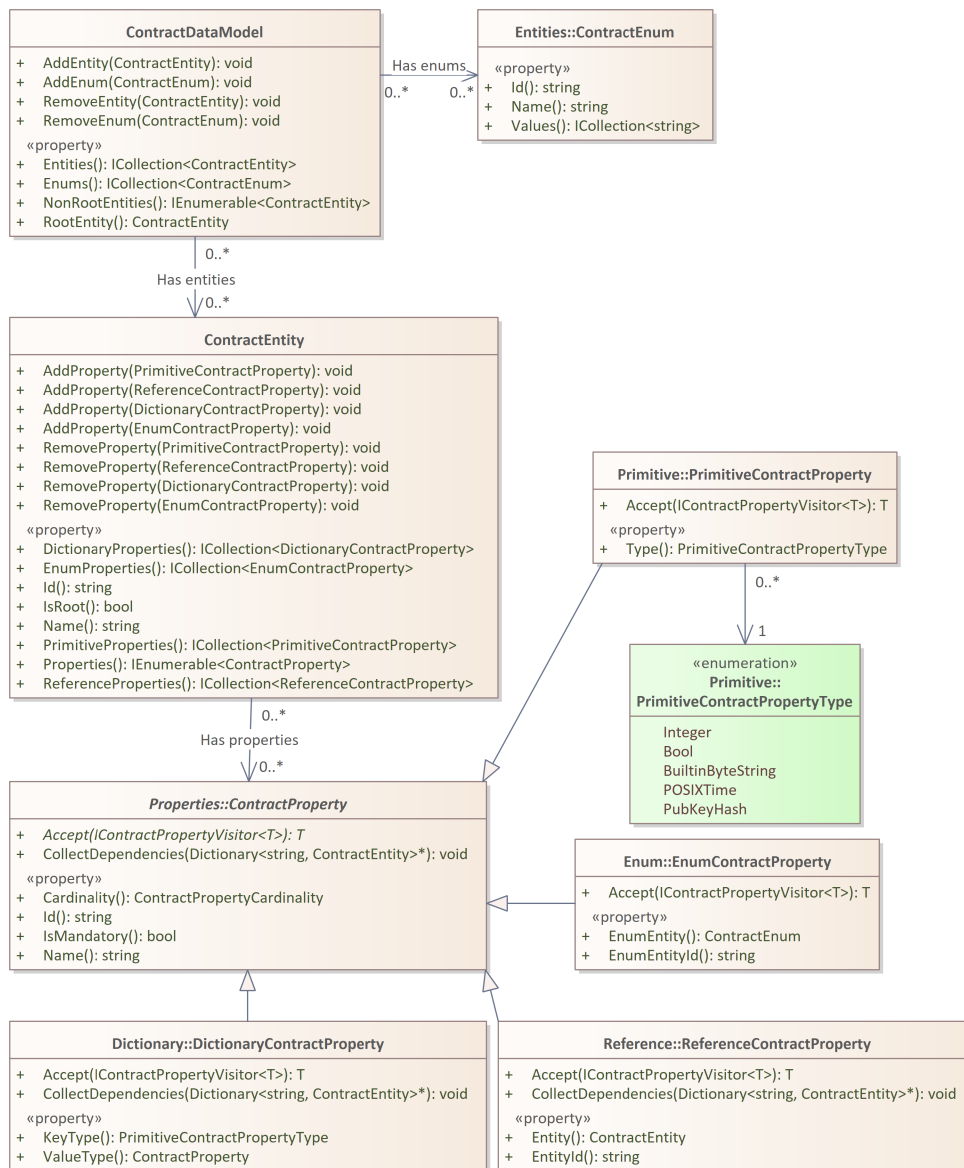 ContractDataModel
+ AddEntity(ContractEntity): void
+ AddEnum(ContractEnum): void
+ RemoveEntity(ContractEntity): void
+ RemoveEnum(ContractEnum): void
«property»
+ Entities(): ICollection<ContractEntity>
+ Enums(): ICollection<ContractEnum>
+ NonRootEntities(): IEnumerable<ContractEntity>
+ RootEntity(): ContractEntity
Has enums
0..* 0..*
Entities::ContractEnum
«property»
+ Id(): string
+ Name(): string
+ Values(): ICollection<string>
0..*
Has entities
0..*
ContractEntity
+ AddProperty(PrimitiveContractProperty): void
+ AddProperty(ReferenceContractProperty): void
+ AddProperty(DictionaryContractProperty): void
+ AddProperty(EnumContractProperty): void
+ RemoveProperty(PrimitiveContractProperty): void
+ RemoveProperty(ReferenceContractProperty): void
+ RemoveProperty(DictionaryContractProperty): void
+ RemoveProperty(EnumContractProperty): void
«property»
+ DictionaryProperties(): ICollection<DictionaryContractProperty>
+ EnumProperties(): ICollection<EnumContractProperty>
+ Id(): string
+ IsRoot(): bool
+ Name(): string
+ PrimitiveProperties(): ICollection<PrimitiveContractProperty>
+ Properties(): IEnumerable<ContractProperty>
+ ReferenceProperties(): ICollection<ReferenceContractProperty>
Primitive::PrimitiveContractProperty
+ Accept(IContractPropertyVisitor<T>): T
«property»
+ Type(): PrimitiveContractPropertyType
0..*
1
«enumeration»
Primitive::
PrimitiveContractPropertyType
Integer
Bool
BuiltinByteString
POSIXTime
PubKeyHash
0..*
Has properties
0..*
Properties::ContractProperty
+ Accept(IContractPropertyVisitor<T>): T
+ CollectDependencies(Dictionary<string, ContractEntity>*): void
«property»
+ Cardinality(): ContractPropertyCardinality
+ Id(): string
+ IsMandatory(): bool
+ Name(): string
Enum::EnumContractProperty
+ Accept(IContractPropertyVisitor<T>): T
«property»
+ EnumEntity(): ContractEnum
+ EnumEntityId(): string
Dictionary::DictionaryContractProperty
+ Accept(IContractPropertyVisitor<T>): T
+ CollectDependencies(Dictionary<string, ContractEntity>*): void
«property»
+ KeyType(): PrimitiveContractPropertyType
+ ValueType(): ContractProperty
Reference::ReferenceContractProperty
+ Accept(IContractPropertyVisitor<T>): T
+ CollectDependencies(Dictionary<string, ContractEntity>*): void
«property»
+ Entity(): ContractEntity
+ EntityId(): string